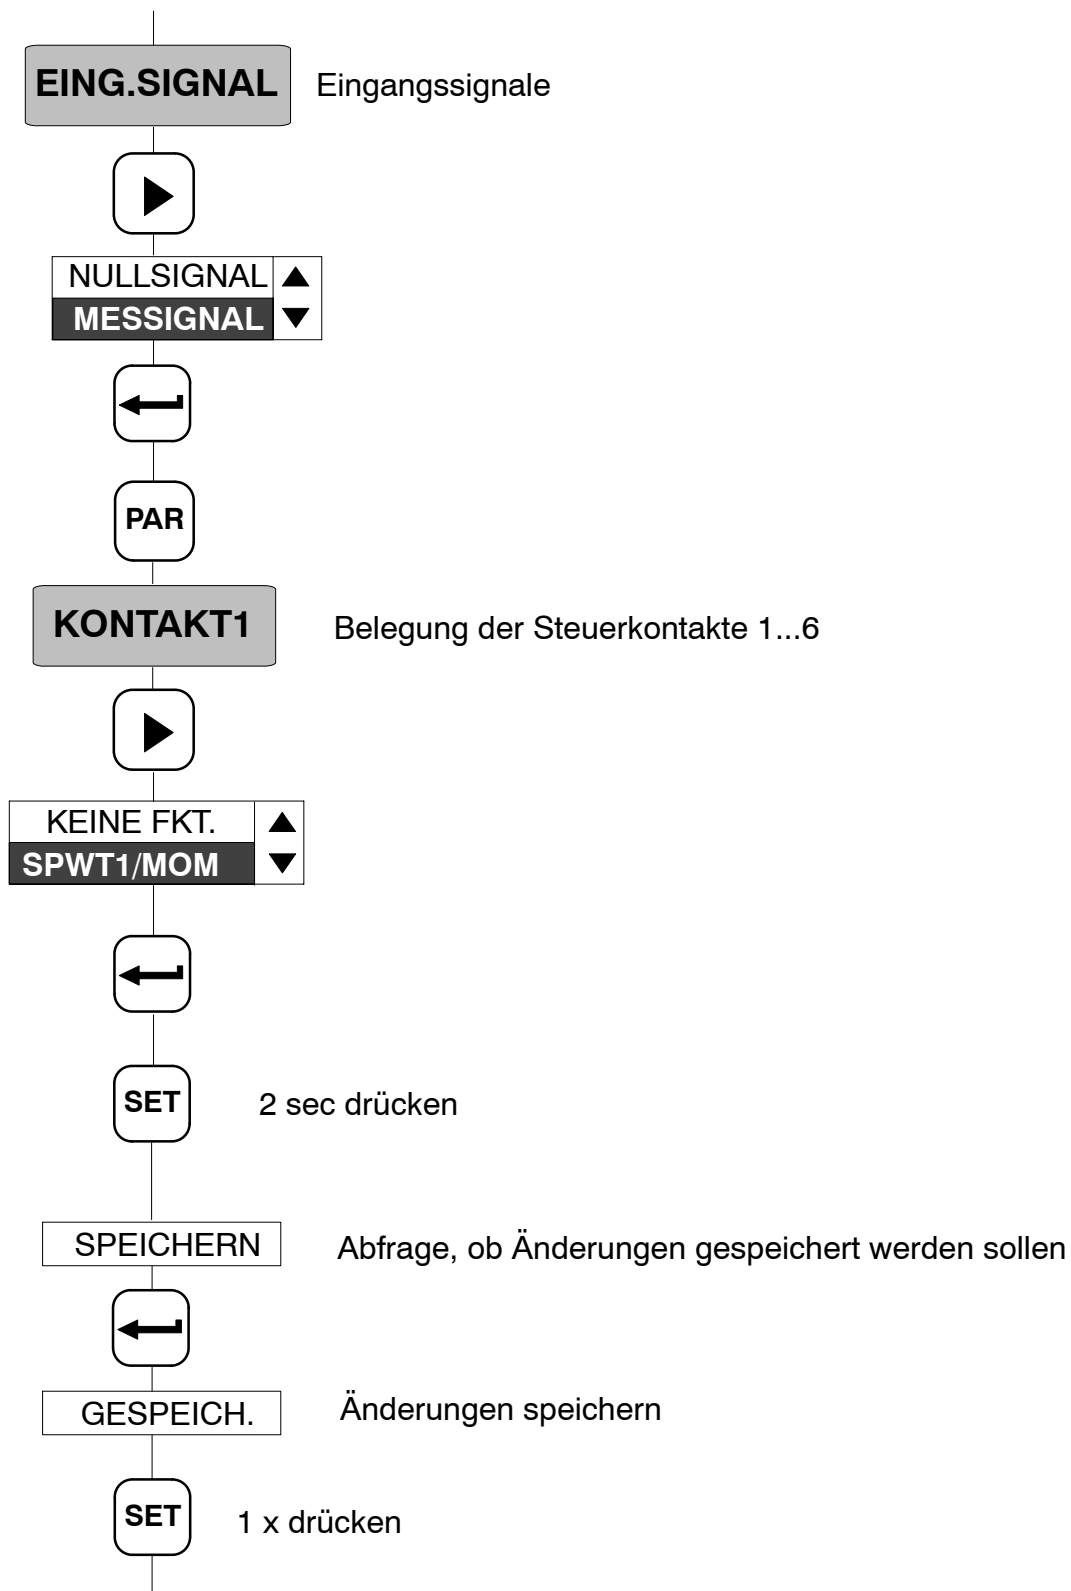 EING.SIGNAL Eingangssignale
NULLSIGNAL
MESSIGNAL
PAR
KONTAKT1 Belegung der Steuerkontakte 1...6
KEINE FKT.
SPWT1/MOM
SET 2 sec drücken
SPEICHERN Abfrage, ob Änderungen gespeichert werden sollen
GESPEICH. Änderungen speichern
SET 1 x drücken